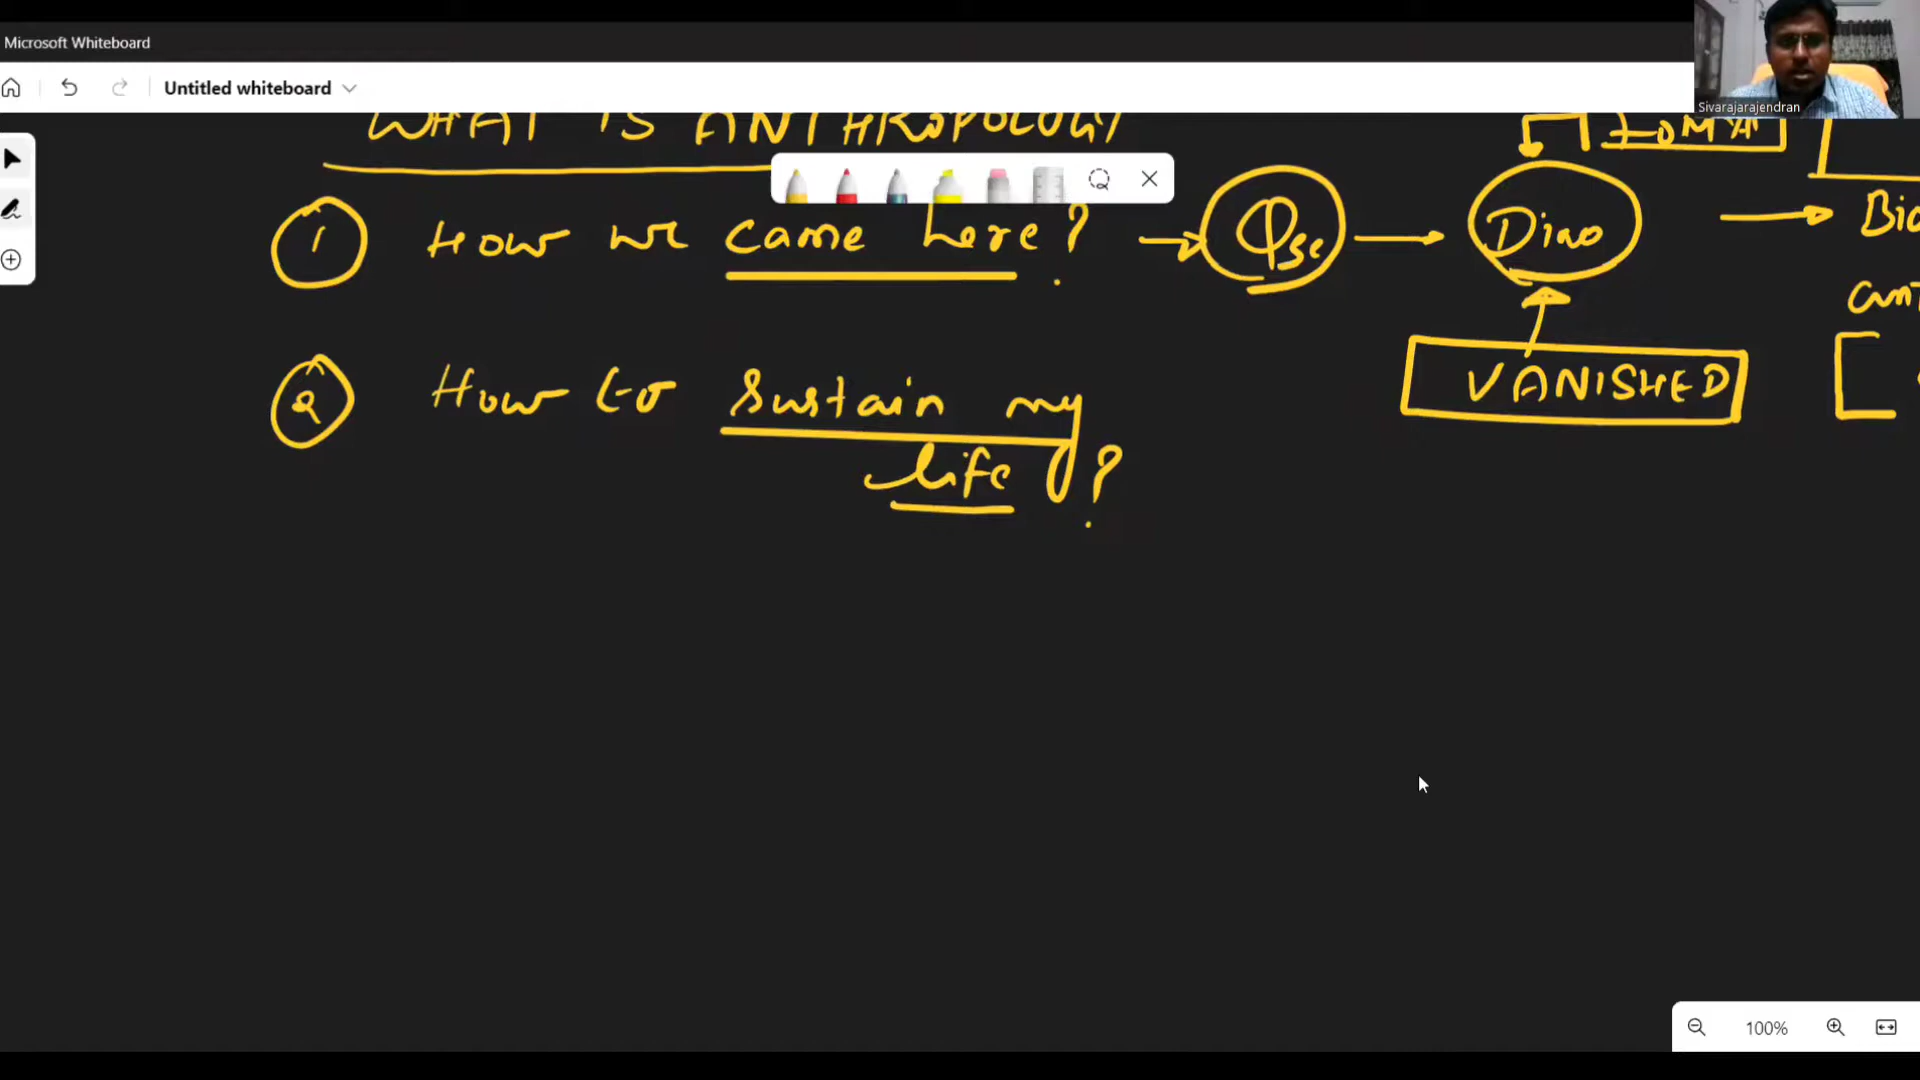 Microsoft Whiteboard
Untitled whiteboard
Sivarajarajendran
WHAT IS ANTHROPOLOGY
1 How we came here? Dino
VANISHED
2 How to sustain my
life?
100%